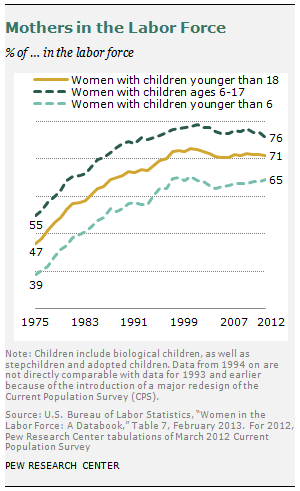 Mothers in the Labor Force
% of ... in the labor force
Women with children younger than 18
Women with children ages 6-17
Women with children younger than 6
76
71
65
55
47
39
1975 1983 1991 1999 2007 2012
Note: Children include biological children, as well as
stepchildren and adopted children. Data from 1994 on are
not directly comparable with data for 1993 and earlier
because of the introduction of a major redesign of the
Current Population Survey (CPS).
Source: U.S. Bureau of Labor Statistics, “Women in the
Labor Force: A Databook,” Table 7, February 2013. For 2012,
Pew Research Center tabulations of March 2012 Current
Population Survey
PEW RESEARCH CENTER